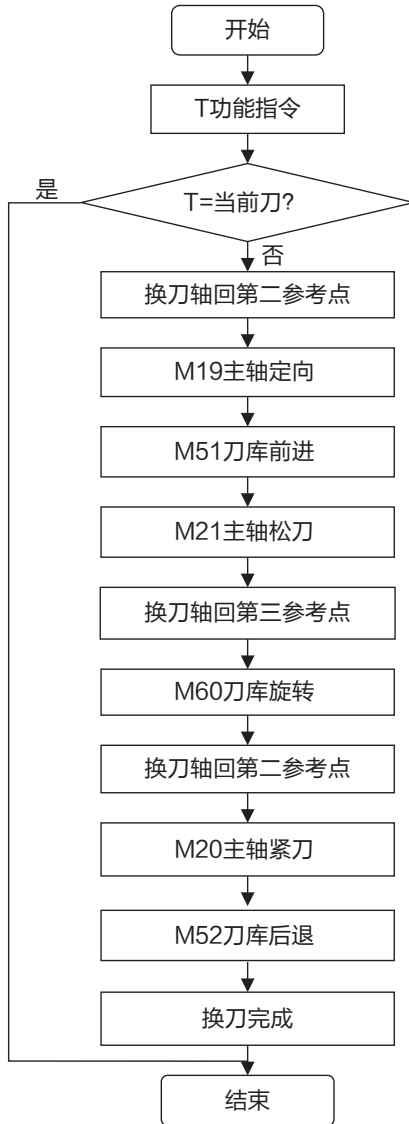 开始
T功能指令
T=当前刀?
是
否
换刀轴回第二参考点
M19主轴定向
M51刀库前进
M21主轴松刀
换刀轴回第三参考点
M60刀库旋转
换刀轴回第二参考点
M20主轴紧刀
M52刀库后退
换刀完成
结束